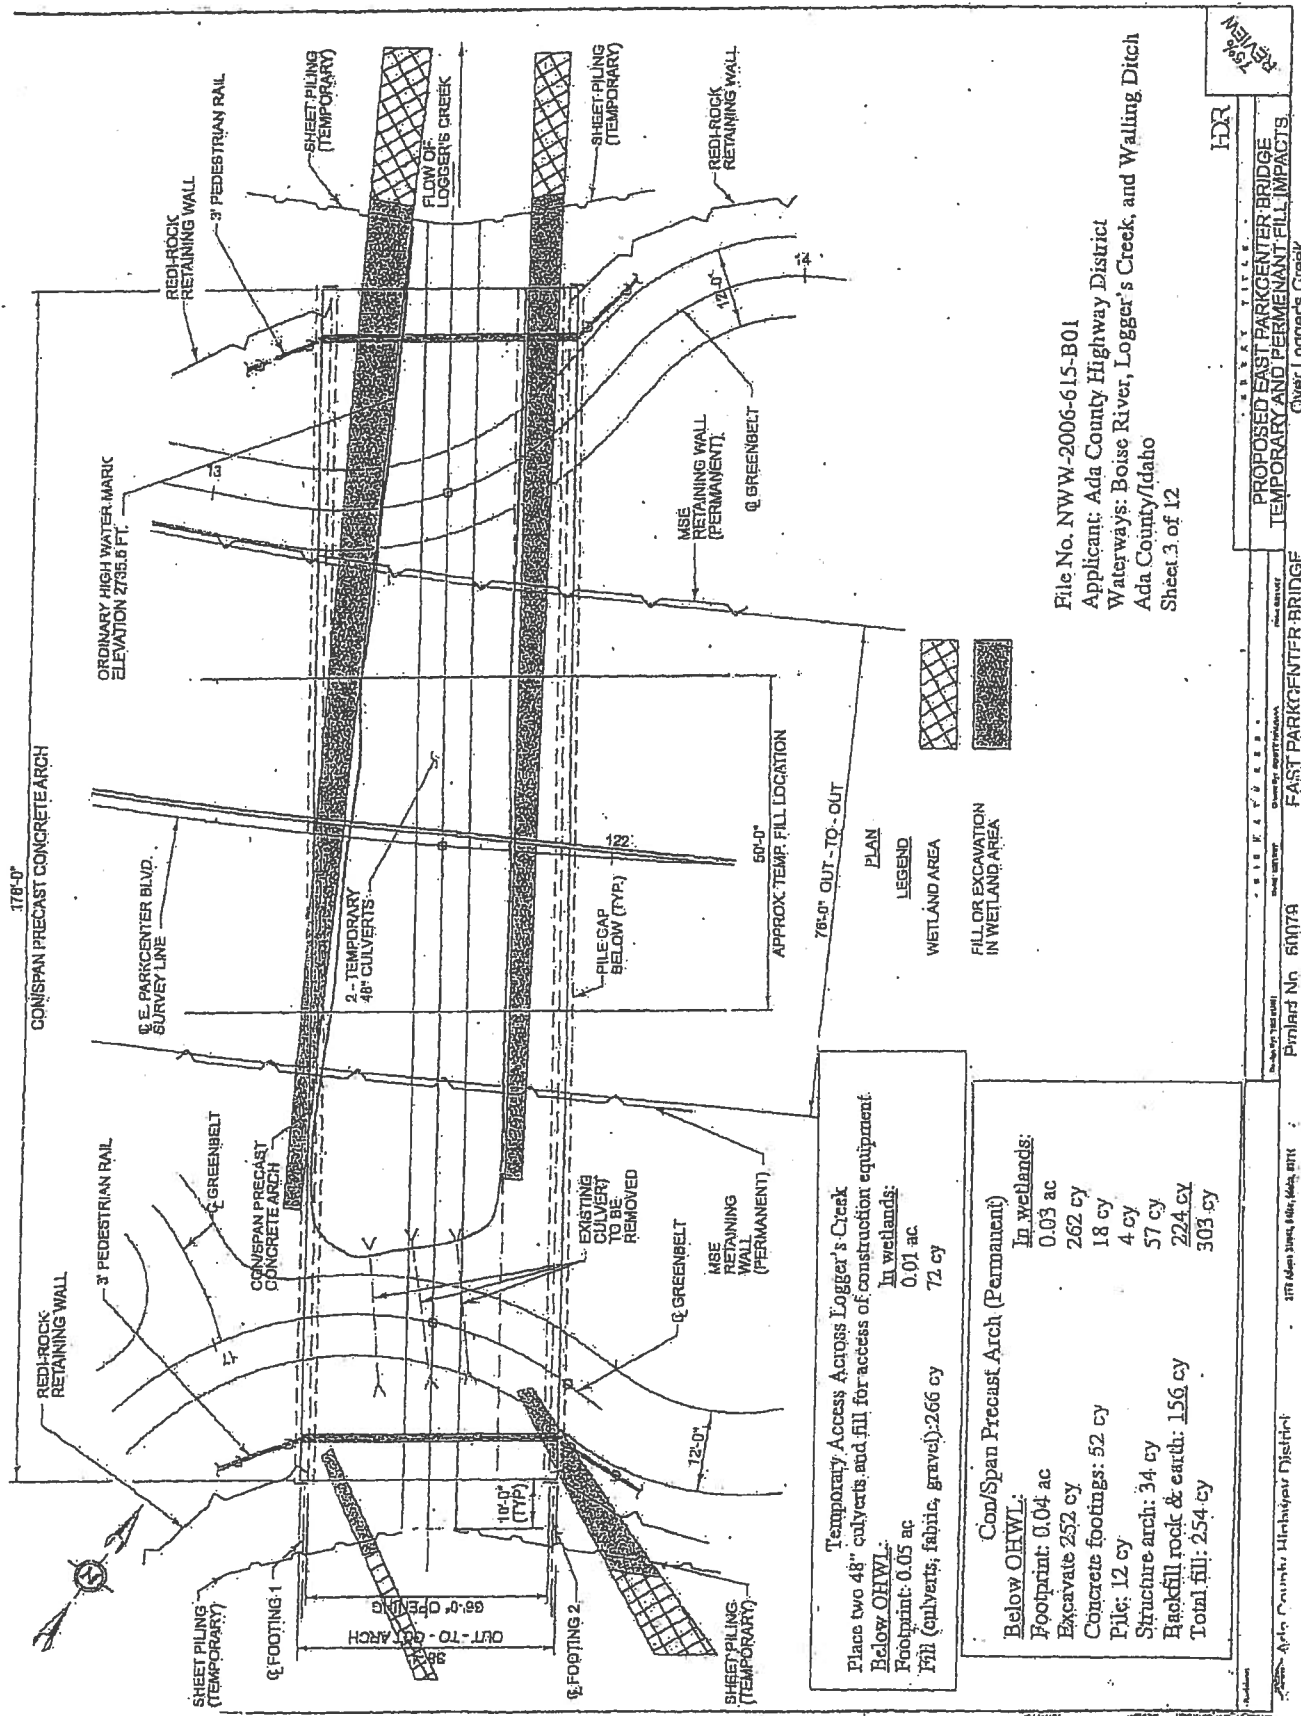 178'-0"
CON/SPAN PRECAST CONCRETE ARCH
REDI-ROCK
RETAINING WALL
3' PEDESTRIAN RAIL
SHEET PILING
(TEMPORARY)
FLOW OF
LOGGER'S CREEK
SHEET PILING
(TEMPORARY)
REDI-ROCK
RETAINING WALL
ORDINARY HIGH WATER MARK
13
12'-0"
14
℄ GREENBELT
MSE
RETAINING WALL
(PERMANENT)
℄ E. PARKCENTER BLVD.
SURVEY LINE
2 - TEMPORARY
48" CULVERTS
122
PILE CAP
BELOW (TYP.)
50'-0"
APPROX. TEMP. FILL LOCATION
OUT - TO - OUT
REDI-ROCK
RETAINING WALL
3' PEDESTRIAN RAIL
℄ GREENBELT
CON/SPAN PRECAST
CONCRETE ARCH
EXISTING
CULVERT
TO BE
REMOVED
℄ GREENBELT
MSE
RETAINING
WALL
(PERMANENT)
17
12'-0"
10'-0"
(TYP)
N
SHEET PILING
(TEMPORARY)
℄ FOOTING 1
OPENING
OUT - TO - OUT ARCH
℄ FOOTING 2
SHEET PILING
(TEMPORARY)
PLAN
LEGEND
WETLAND AREA
FILL OR EXCAVATION
IN WETLAND AREA
Temporary Access Across Logger's Creek
Place two 48" culverts and fill for access of construction equipment
Below OHWL: In wetlands:
Footprint: 0.05 ac 0.01 ac
Fill (culverts, fabric, gravel): 266 cy 72 cy
Con/Span Precast Arch (Permanent)
Below OHWL: In wetlands:
Footprint: 0.04 ac 0.03 ac
Excavate 252 cy 262 cy
Concrete footings: 52 cy 18 cy
Pile: 12 cy 4 cy
Structure arch: 34 cy 57 cy
Backfill rock & earth: 156 cy 224 cy
Total fill: 254 cy 303 cy
File No. NWW-2006-615-B01
Applicant: Ada County Highway District
Waterways: Boise River, Logger's Creek, and Walling Ditch
Ada County/Idaho
Sheet 3 of 12
HDR
75%
REVIEW
PROPOSED EAST PARKCENTER BRIDGE
TEMPORARY AND PERMENANT FILL IMPACTS
Over Loggers Creek
EAST PARKCENTER BRIDGE
Project No. 60079
Ada County Highway District